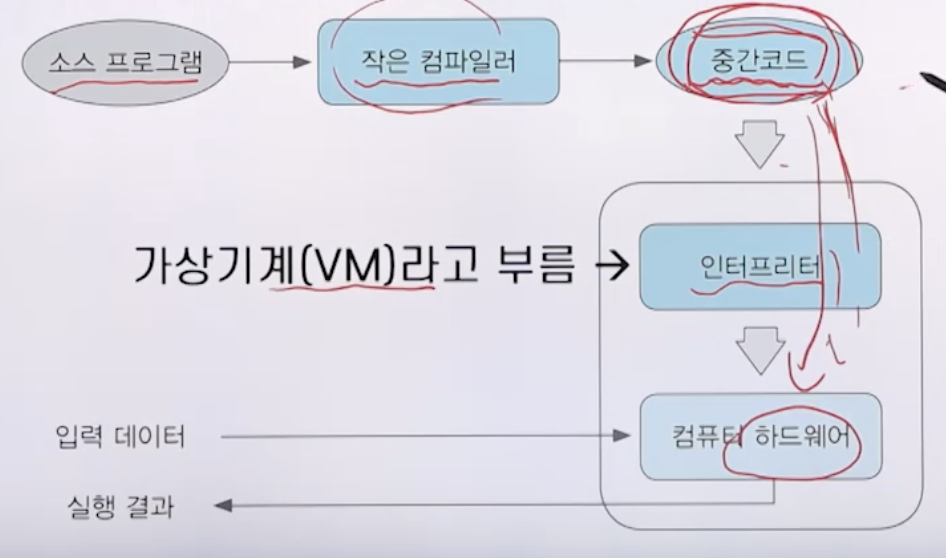 소스 프로그램
작은 컴파일러
중간코드
가상기계(VM)라고 부름 →
인터프리터
컴퓨터 하드웨어
입력 데이터
실행 결과